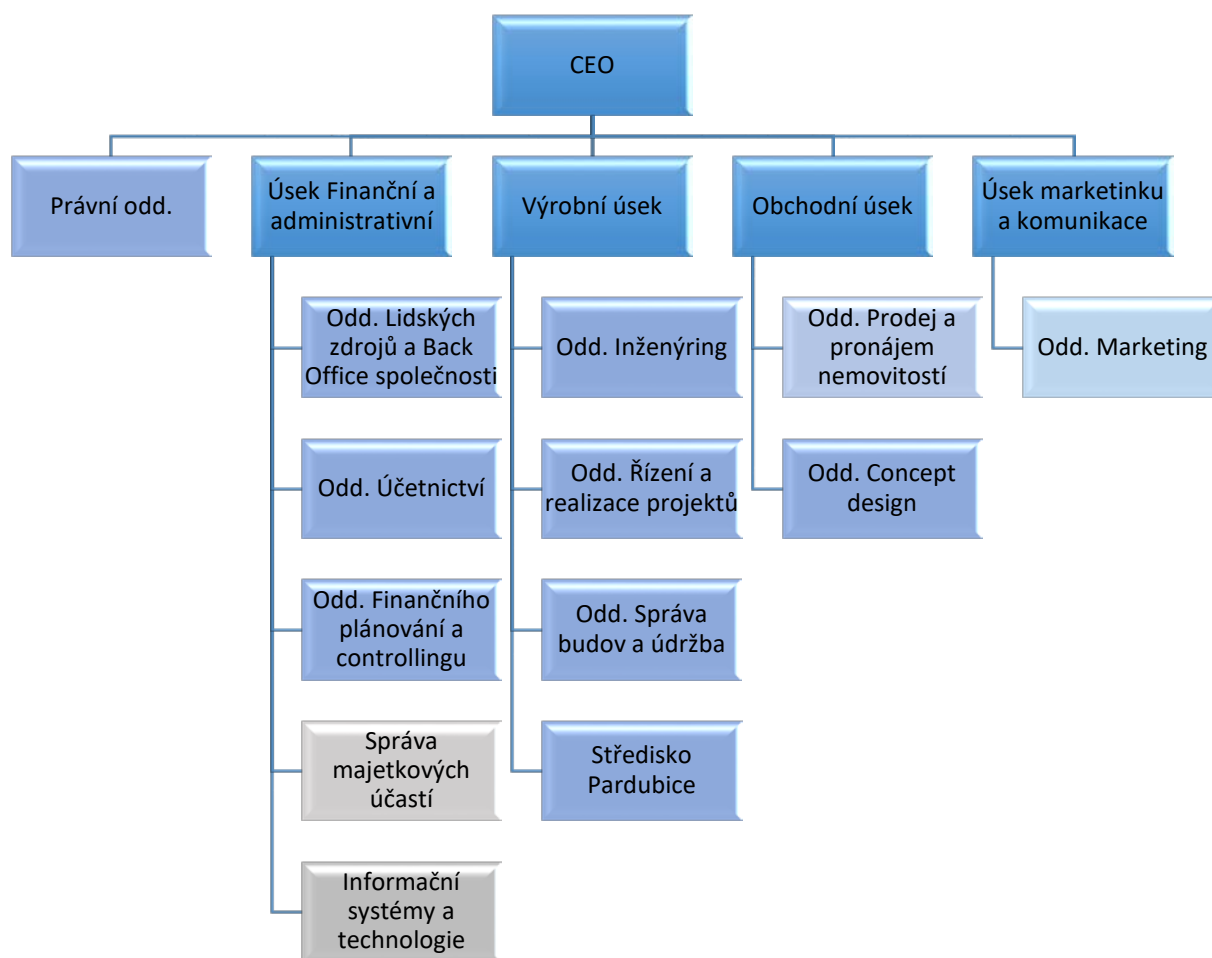 CEO
Právní odd.
Úsek Finanční a
administrativní
Výrobní úsek
Obchodní úsek
Úsek marketinku
a komunikace
Odd. Lidských
zdrojů a Back
Office společnosti
Odd. Inženýring
Odd. Prodej a
pronájem
nemovitostí
Odd. Marketing
Odd. Účetnictví
Odd. Řízení a
realizace projektů
Odd. Concept
design
Odd. Finančního
plánování a
controllingu
Odd. Správa
budov a údržba
Správa
majetkových
účastí
Středisko
Pardubice
Informační
systémy a
technologie